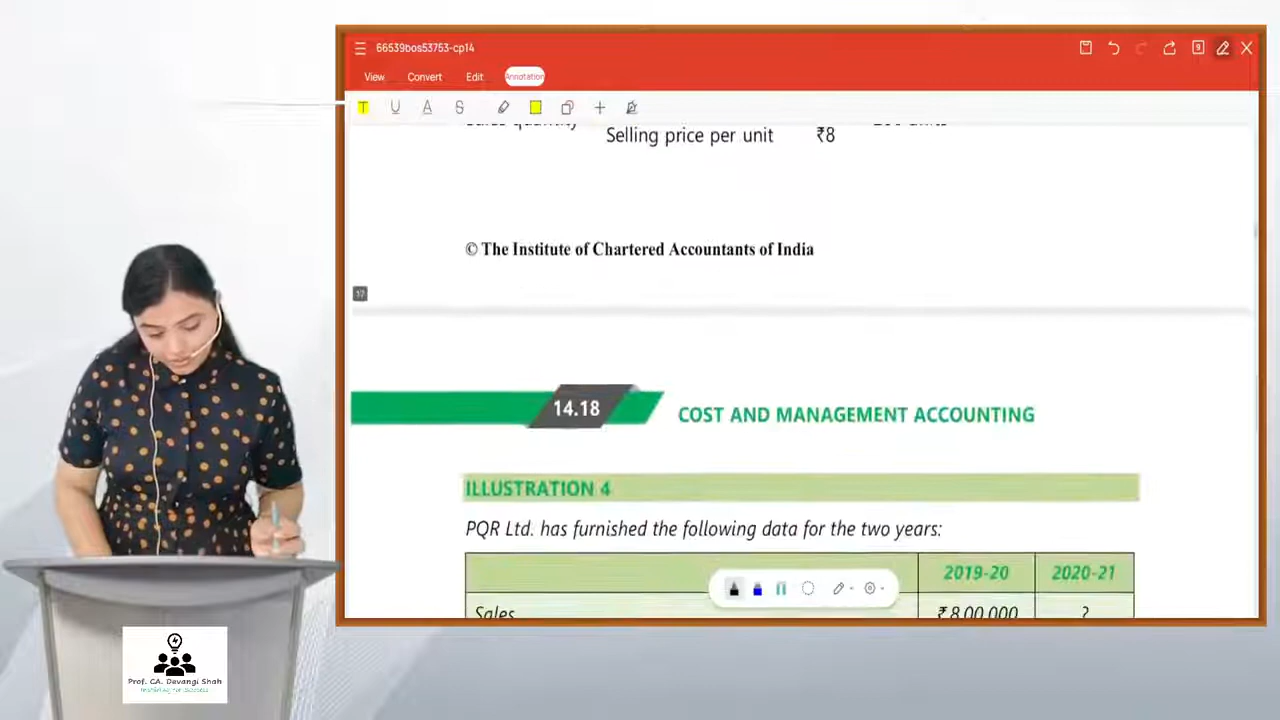 66539bos53753-cp14
View Convert Edit Annotation
Selling price per unit ₹8
© The Institute of Chartered Accountants of India
17
14.18 COST AND MANAGEMENT ACCOUNTING
ILLUSTRATION 4
PQR Ltd. has furnished the following data for the two years:
2019-20 2020-21
Sales ₹8,00,000 ?
Prof. CA. Devangi Shah